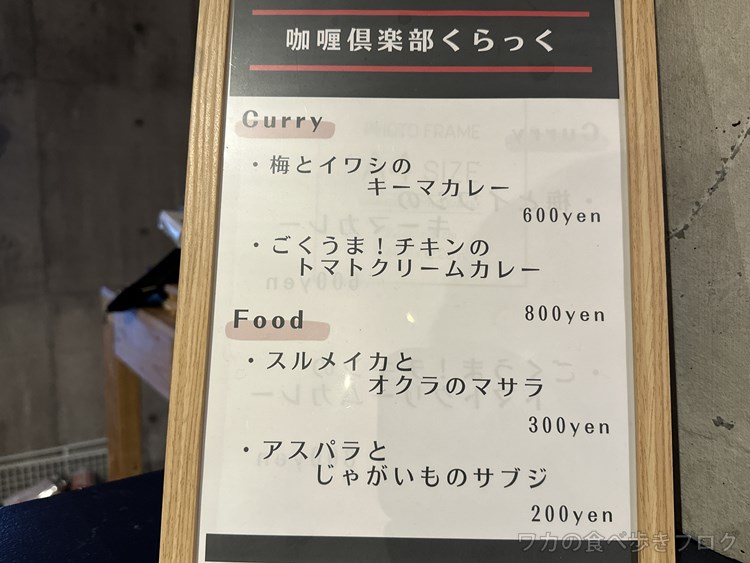 咖喱倶楽部くらっく
Curry
・梅とイワシの
キーマカレー
600yen
・ごくうま！チキンの
トマトクリームカレー
800yen
Food
・スルメイカと
オクラのマサラ
300yen
・アスパラと
じゃがいものサブジ
200yen
ワカの食べ歩きブログ